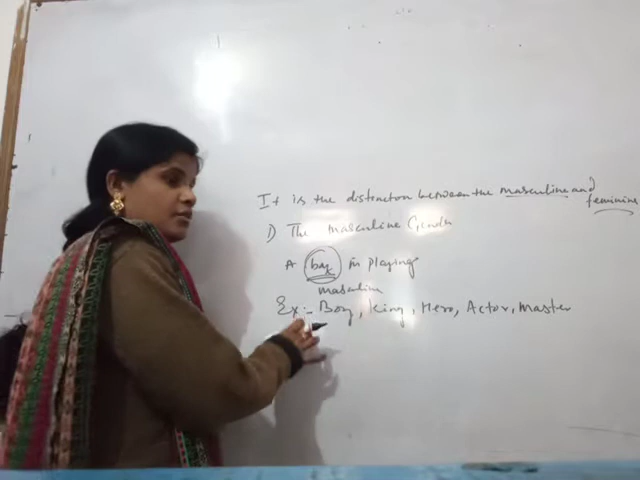 It is the distincton between the masculine and
feminine
1) The masculine Gender
A boy is playing
masculine
Ex:- Boy, King, Hero, Actor, Master